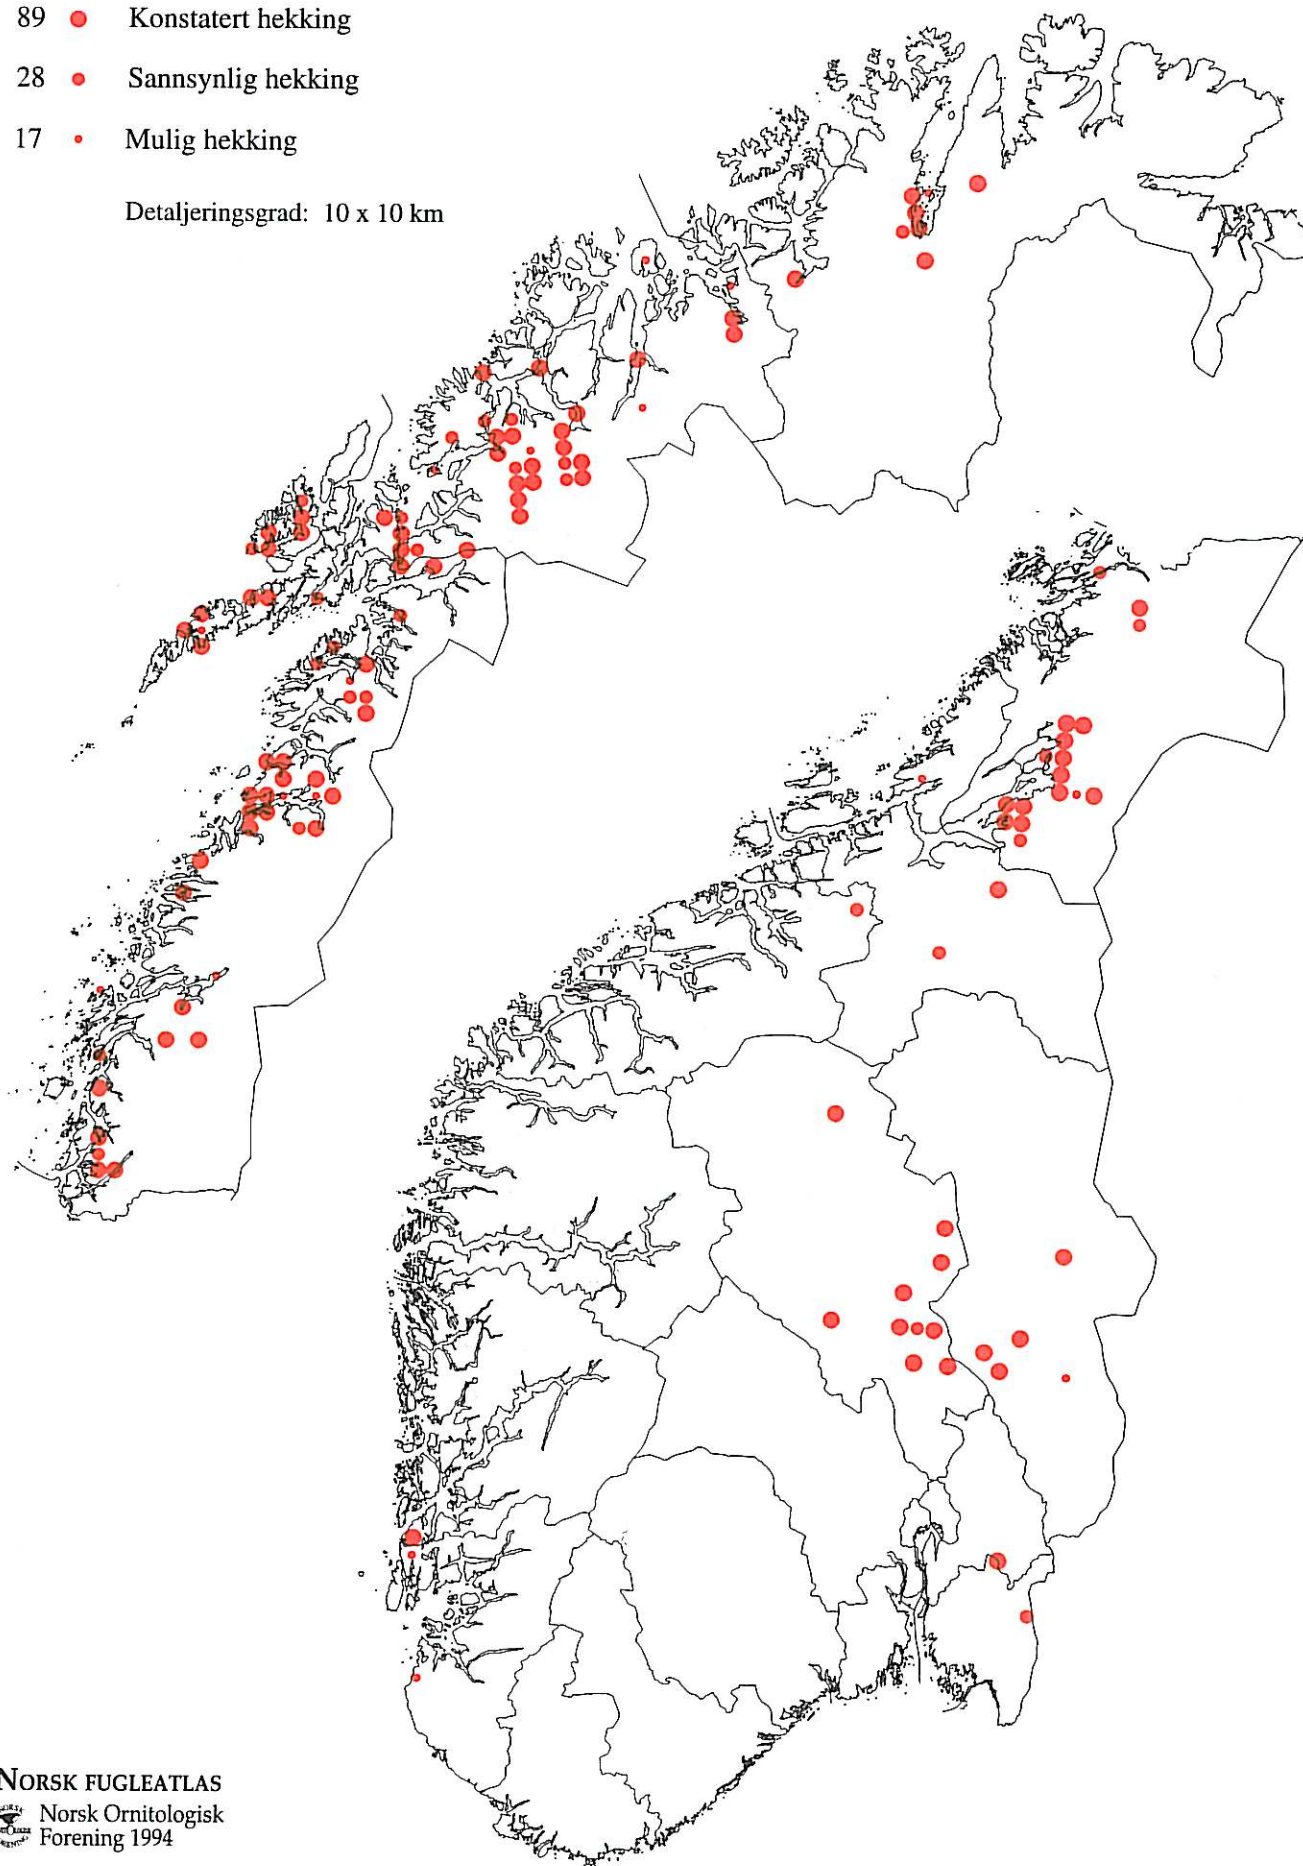 89 Konstatert hekking
28 Sannsynlig hekking
17 Mulig hekking
Detaljeringsgrad: 10 x 10 km
NORSK FUGLEATLAS
Norsk Ornitologisk
Forening 1994